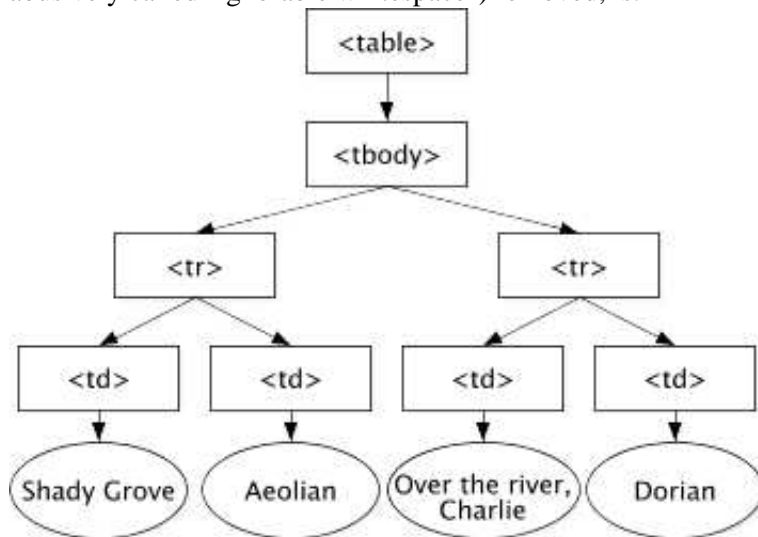 <table>
<tbody>
<tr> <tr>
<td> <td> <td> <td>
Shady Grove Aeolian Over the river, Charlie Dorian